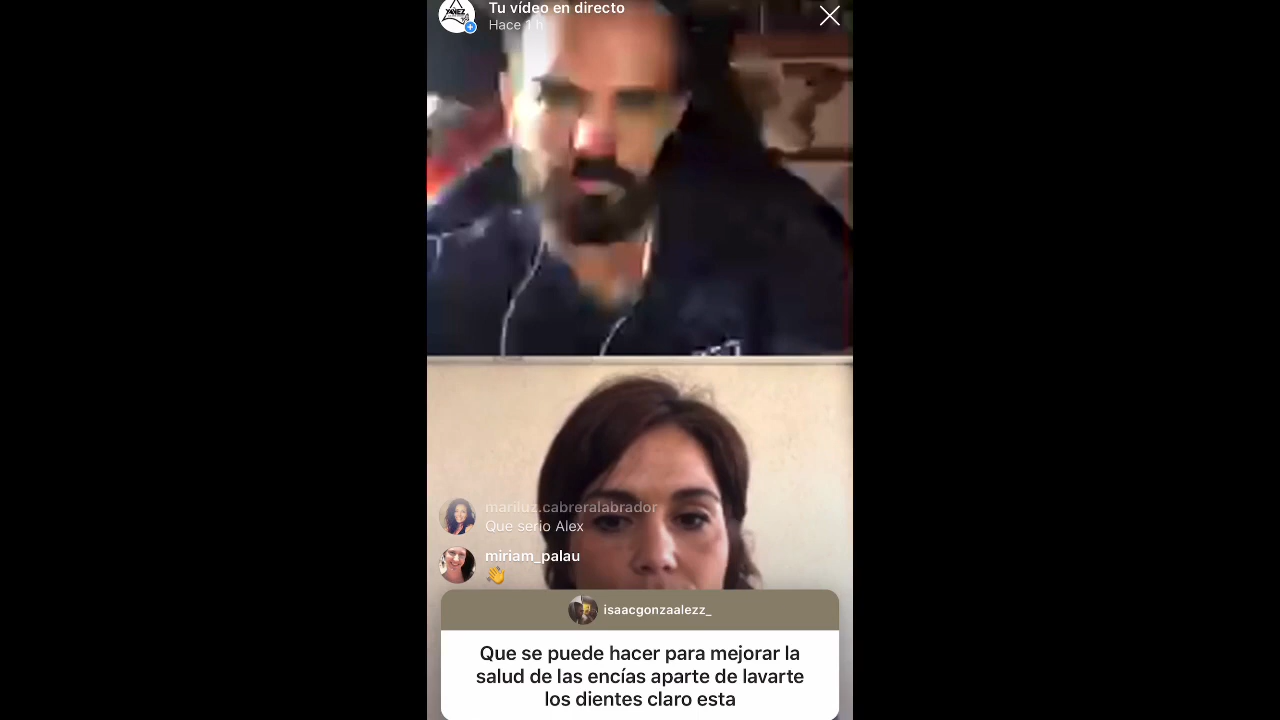 YAÑEZ
Tu vídeo en directo
Hace 1 h
mariluz.cabreralabrador
Que serio Alex
miriam_palau
isaacgonzaalezz_
Que se puede hacer para mejorar la
salud de las encías aparte de lavarte
los dientes claro esta